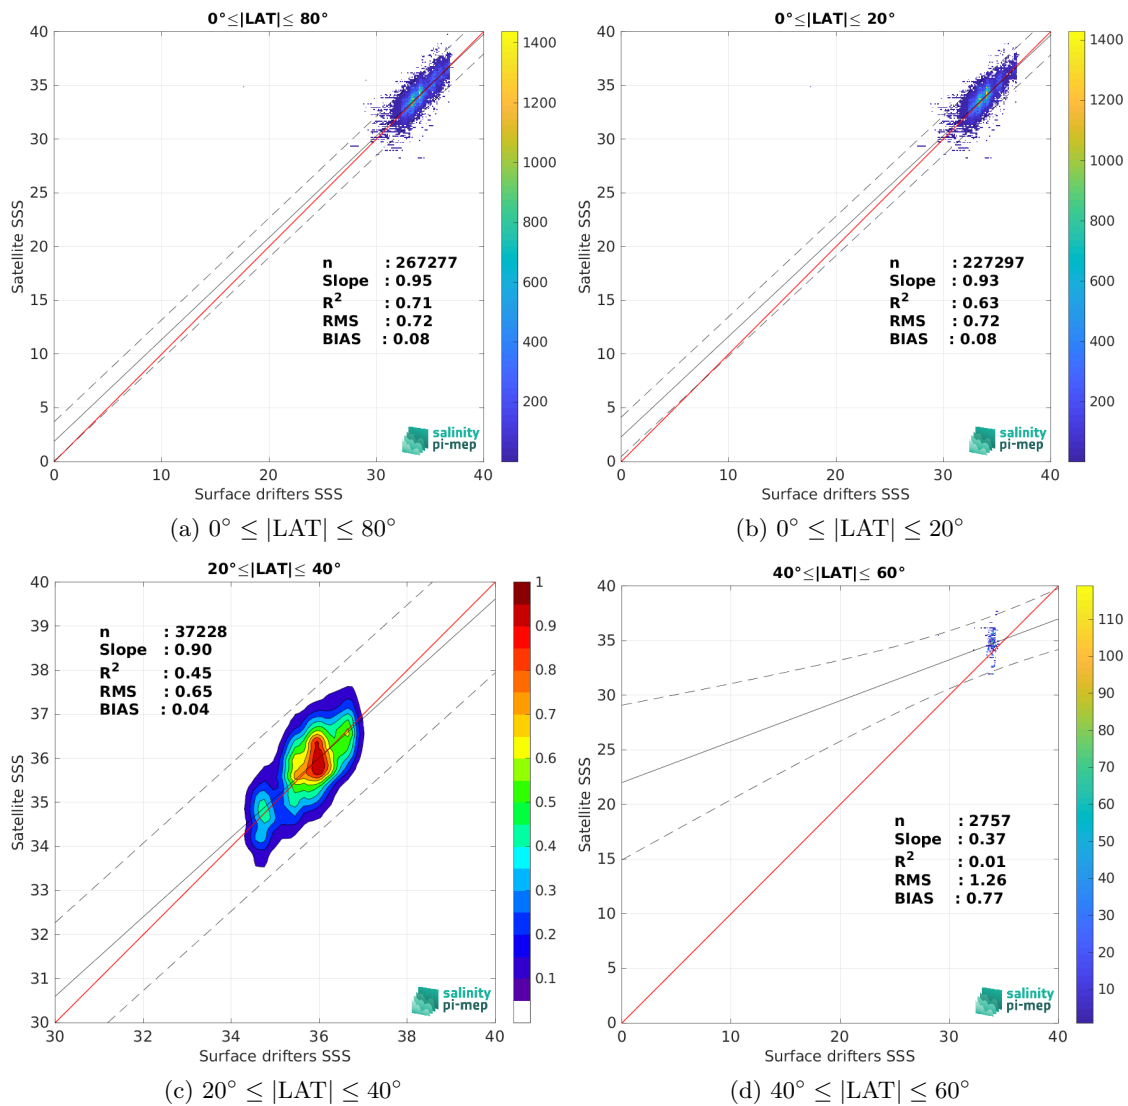 0°≤|LAT|≤ 80°
40
35
30
25
20
15
10
5
0
0
10
20
30
40
Satellite SSS
Surface drifters SSS
n : 267277
Slope : 0.95
R² : 0.71
RMS : 0.72
BIAS : 0.08
salinity
pi-mep
1400
1200
1000
800
600
400
200
(a) 0° ≤ |LAT| ≤ 80°
0°≤|LAT|≤ 20°
40
35
30
25
20
15
10
5
0
0
10
20
30
40
Satellite SSS
Surface drifters SSS
n : 227297
Slope : 0.93
R² : 0.63
RMS : 0.72
BIAS : 0.08
salinity
pi-mep
1400
1200
1000
800
600
400
200
(b) 0° ≤ |LAT| ≤ 20°
20°≤|LAT|≤ 40°
40
39
38
37
36
35
34
33
32
31
30
30
32
34
36
38
40
Satellite SSS
Surface drifters SSS
n : 37228
Slope : 0.90
R² : 0.45
RMS : 0.65
BIAS : 0.04
salinity
pi-mep
1
0.9
0.8
0.7
0.6
0.5
0.4
0.3
0.2
0.1
(c) 20° ≤ |LAT| ≤ 40°
40°≤|LAT|≤ 60°
40
35
30
25
20
15
10
5
0
0
10
20
30
40
Satellite SSS
Surface drifters SSS
n : 2757
Slope : 0.37
R² : 0.01
RMS : 1.26
BIAS : 0.77
salinity
pi-mep
110
100
90
80
70
60
50
40
30
20
10
(d) 40° ≤ |LAT| ≤ 60°